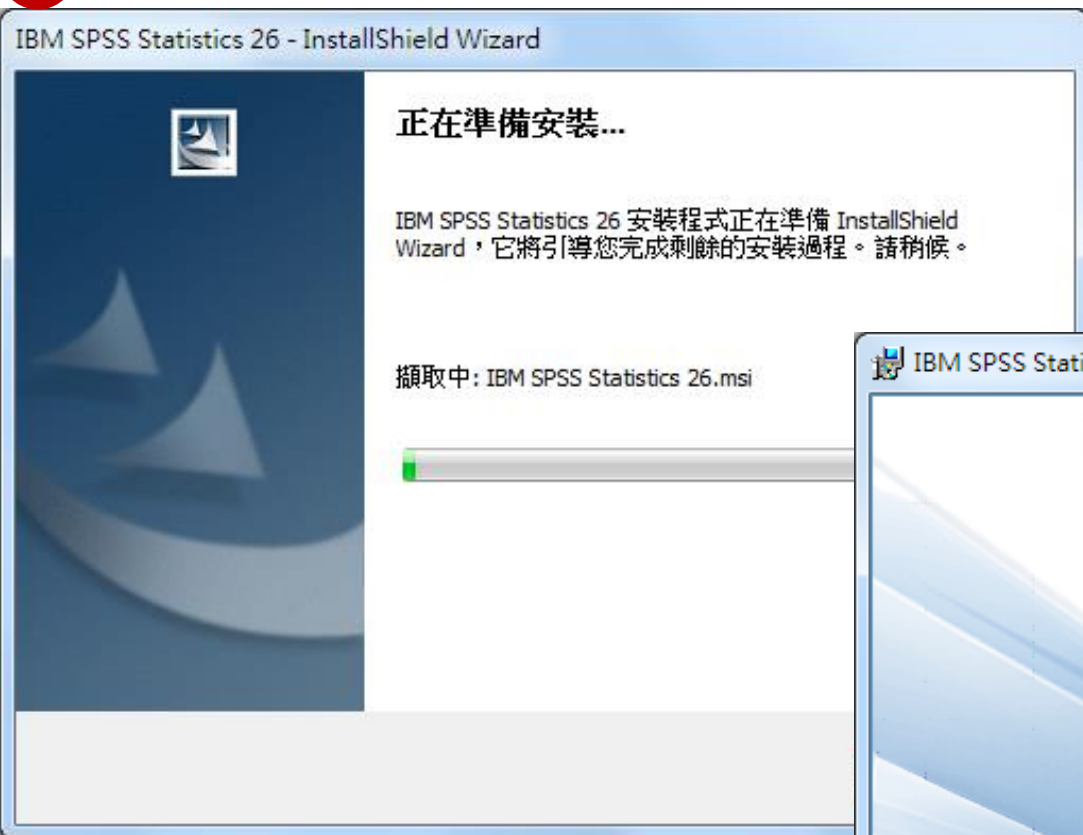 IBM SPSS Statistics 26 - InstallShield Wizard
正在準備安裝...
IBM SPSS Statistics 26 安裝程式正在準備 InstallShield
Wizard，它將引導您完成剩餘的安裝過程。請稍候。
擷取中: IBM SPSS Statistics 26.msi
IBM SPSS Stati